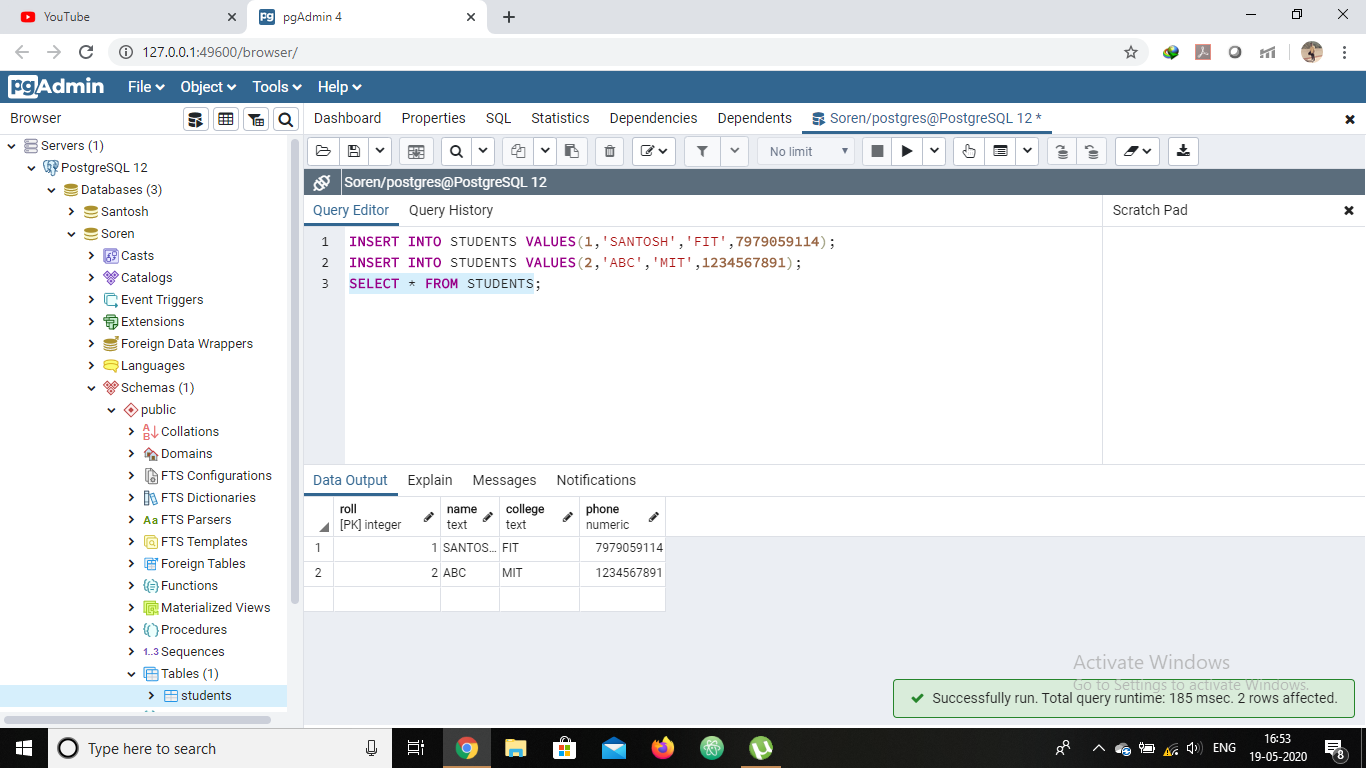 YouTube
pgAdmin 4
127.0.0.1:49600/browser/
pgAdmin File Object Tools Help
Browser
Dashboard Properties SQL Statistics Dependencies Dependents Soren/postgres@PostgreSQL 12 *
No limit
Soren/postgres@PostgreSQL 12
Servers (1)
PostgreSQL 12
Databases (3)
Santosh
Soren
Casts
Catalogs
Event Triggers
Extensions
Foreign Data Wrappers
Languages
Schemas (1)
public
Collations
Domains
FTS Configurations
FTS Dictionaries
Aa FTS Parsers
FTS Templates
Foreign Tables
Functions
Materialized Views
Procedures
1..3 Sequences
Tables (1)
students
Query Editor Query History
Scratch Pad
1 INSERT INTO STUDENTS VALUES(1,'SANTOSH','FIT',7979059114);
2 INSERT INTO STUDENTS VALUES(2,'ABC','MIT',1234567891);
3 SELECT * FROM STUDENTS;
Data Output Explain Messages Notifications
roll name college phone
[PK] integer text text numeric
1 1 SANTOS... FIT 7979059114
2 2 ABC MIT 1234567891
Activate Windows
Go to Settings to activate Windows.
Successfully run. Total query runtime: 185 msec. 2 rows affected.
Type here to search
ENG
16:53
19-05-2020
8